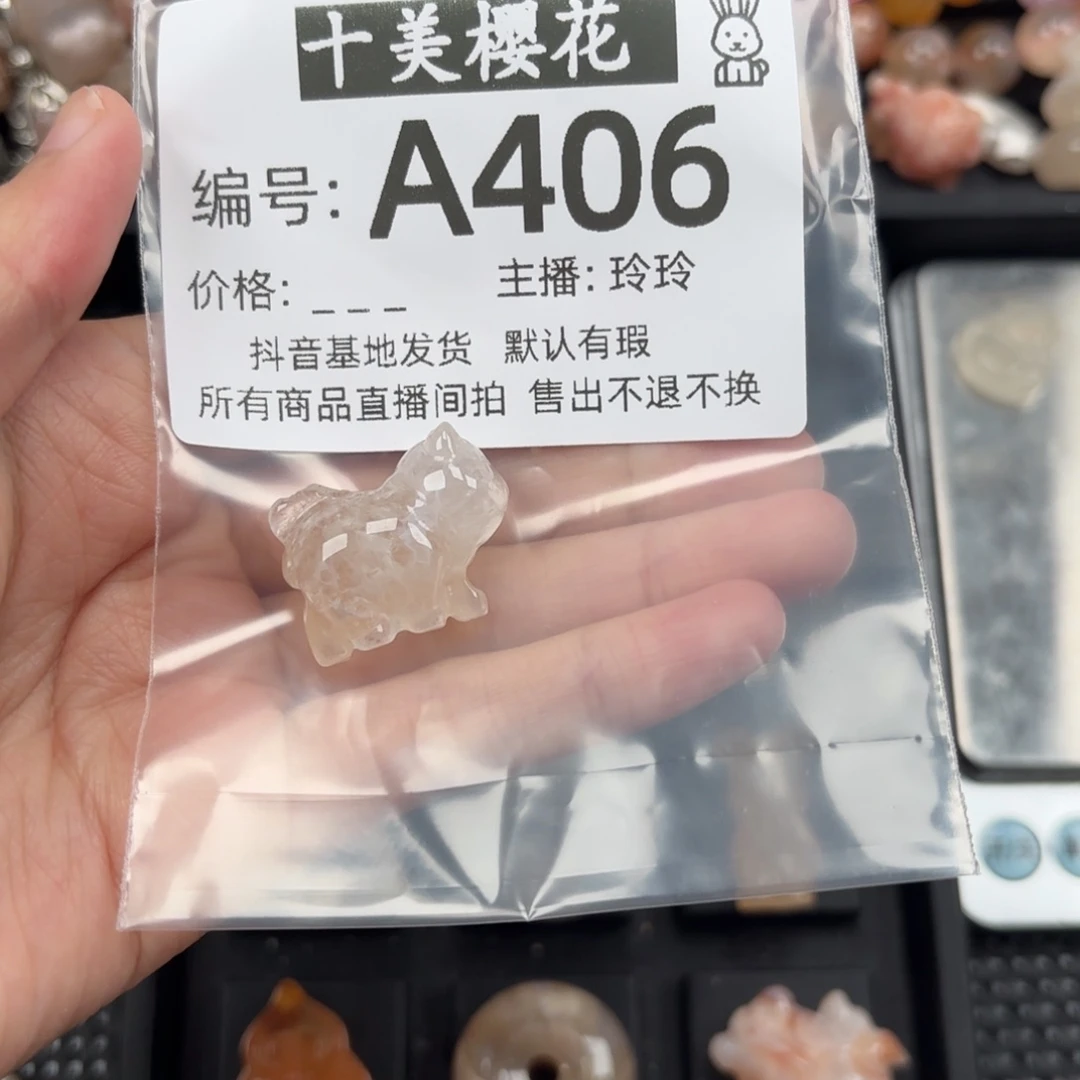 十美樱花
编号: A406
价格: _ _ _ 主播: 玲玲
抖音基地发货 默认有瑕
所有商品直播间拍 售出不退不换